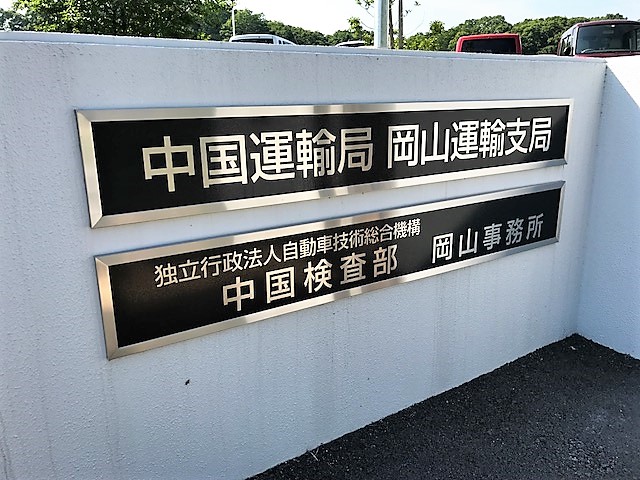 中国運輸局 岡山運輸支局
独立行政法人自動車技術総合機構
中国検査部 岡山事務所